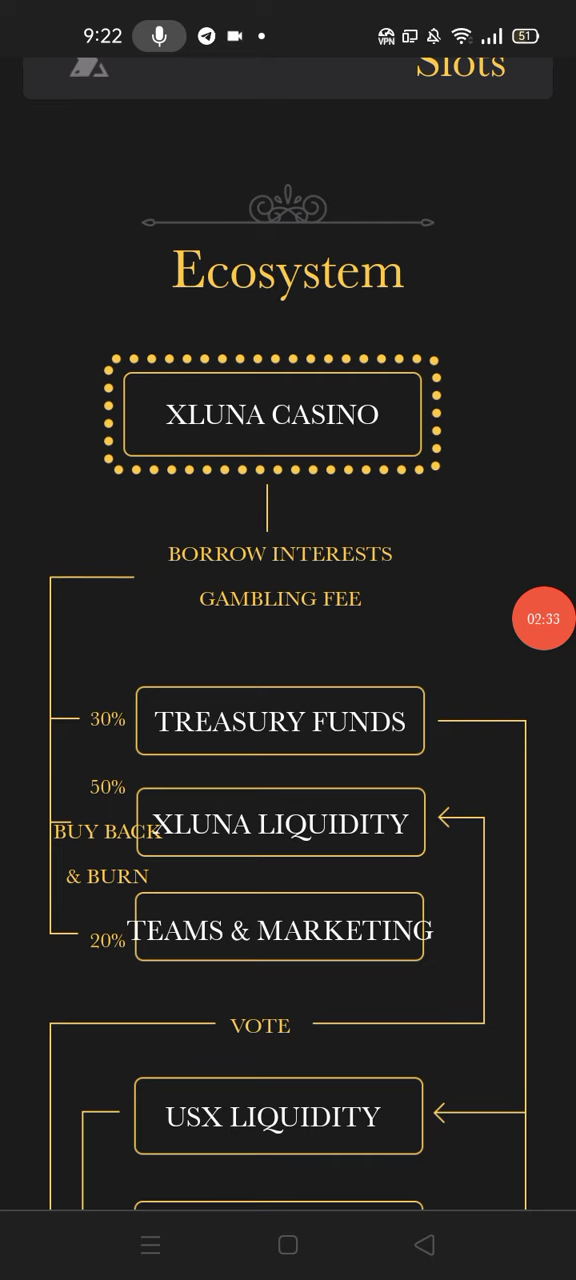 9:22
VPN
51
Slots
Ecosystem
XLUNA CASINO
BORROW INTERESTS
GAMBLING FEE
02:33
30%
TREASURY FUNDS
50%
BUY BACK
& BURN
XLUNA LIQUIDITY
20%
TEAMS & MARKETING
VOTE
USX LIQUIDITY